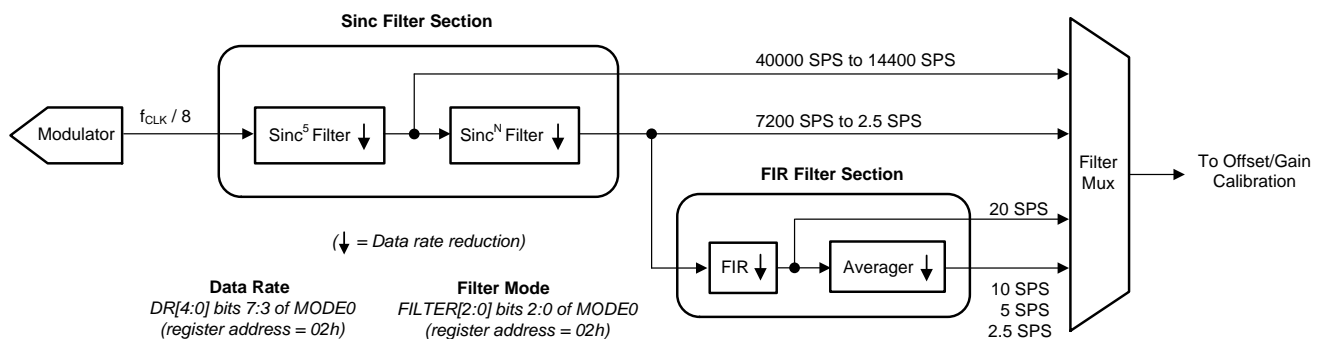 Sinc Filter Section
40000 SPS to 14400 SPS
Modulator
fCLK / 8
Sinc5 Filter
SincN Filter
7200 SPS to 2.5 SPS
Filter
Mux
To Offset/Gain
Calibration
FIR Filter Section
20 SPS
(↓ = Data rate reduction)
FIR
Averager
10 SPS
5 SPS
2.5 SPS
Data Rate
DR[4:0] bits 7:3 of MODE0
(register address = 02h)
Filter Mode
FILTER[2:0] bits 2:0 of MODE0
(register address = 02h)